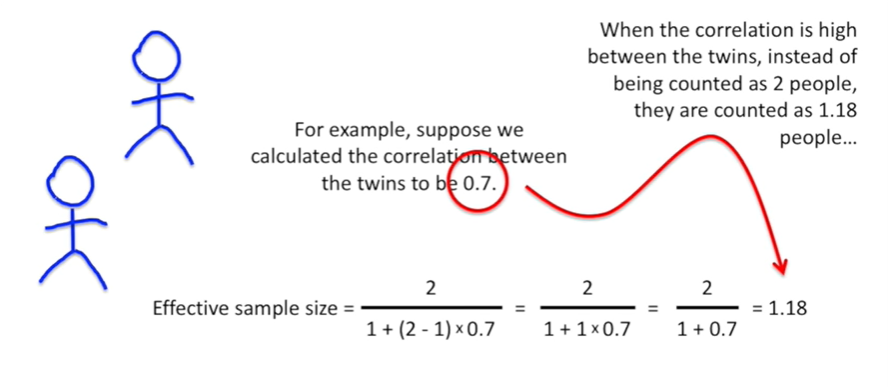 When the correlation is high
between the twins, instead of
being counted as 2 people,
they are counted as 1.18
people...
For example, suppose we
calculated the correlation between
the twins to be 0.7.
Effective sample size = 2 / 1 + (2 - 1) × 0.7 = 2 / 1 + 1 × 0.7 = 2 / 1 + 0.7 = 1.18